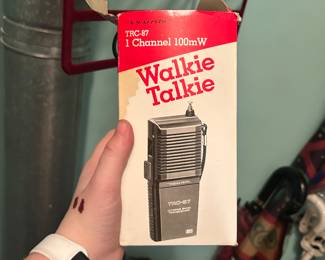 TRC-87
1 Channel 100mW
Walkie
Talkie
TRC-87